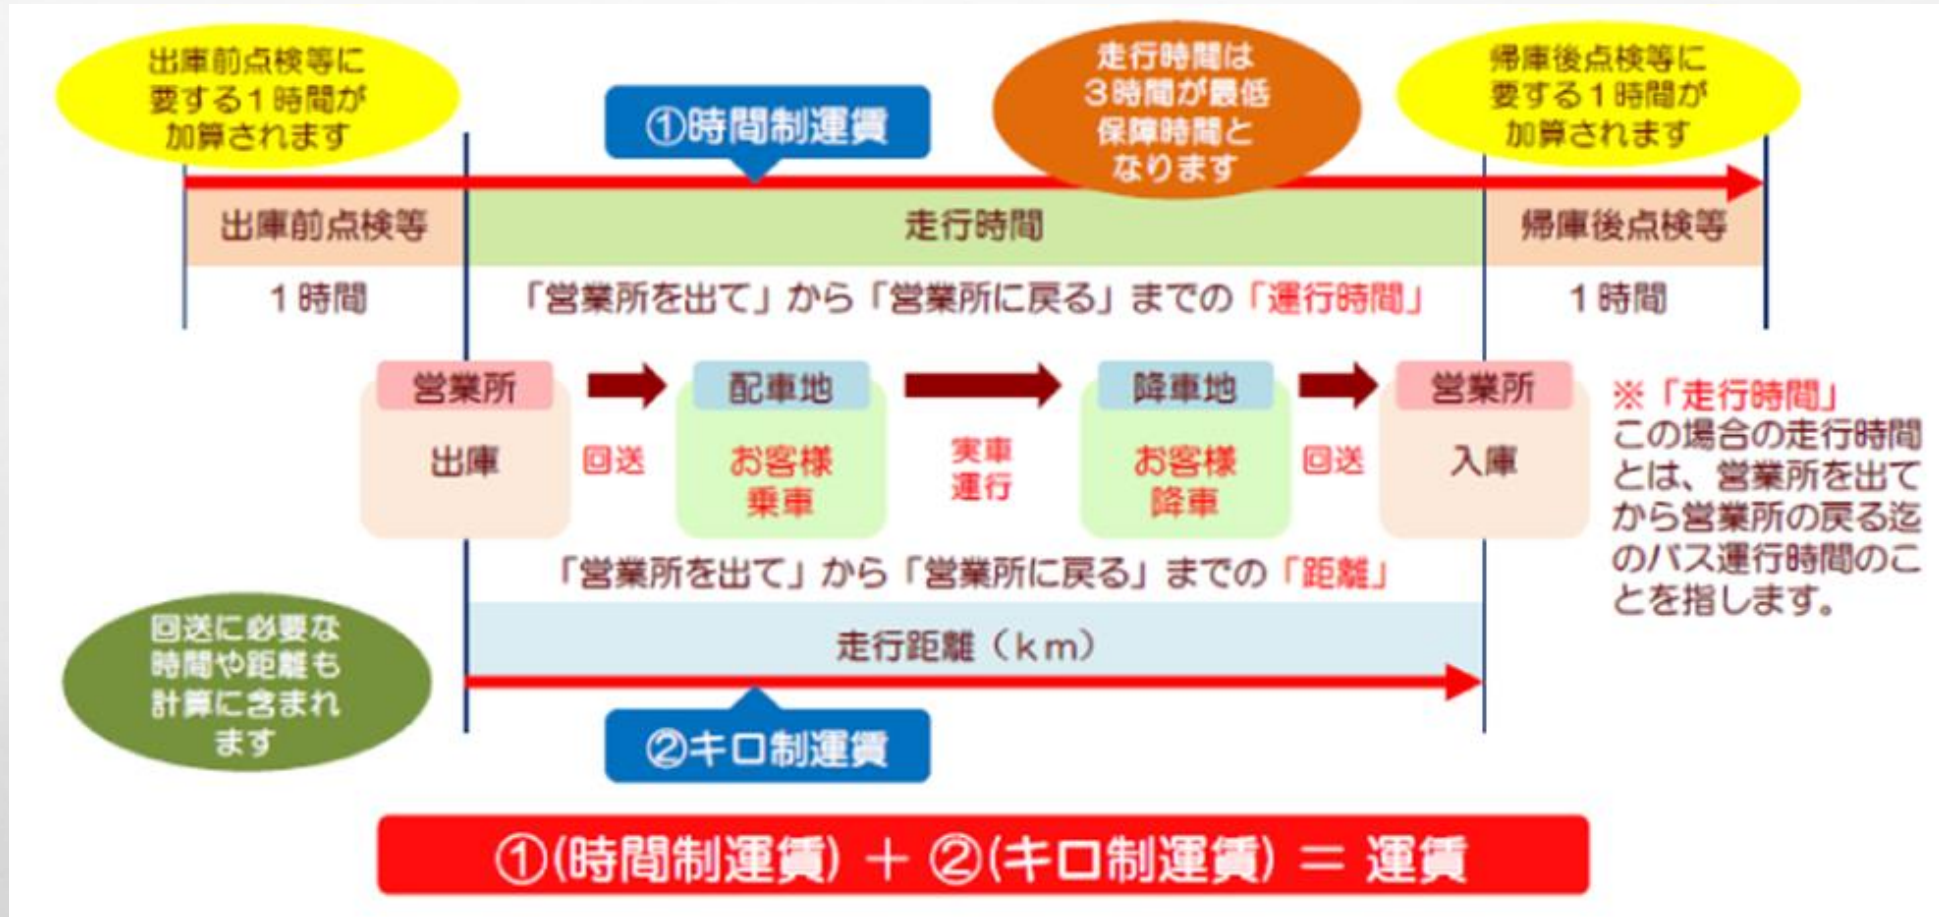 出庫前点検等に
要する1時間が
加算されます
①時間制運賃
走行時間は
3時間が最低
保障時間と
なります
帰庫後点検等に
要する1時間が
加算されます
出庫前点検等
走行時間
帰庫後点検等
1時間
「営業所を出て」から「営業所に戻る」までの「運行時間」
1時間
営業所
出庫
回送
配車地
お客様
乗車
実車
運行
降車地
お客様
降車
回送
営業所
入庫
※「走行時間」
この場合の走行時間
とは、営業所を出て
から営業所の戻る迄
のバス運行時間のこ
とを指します。
「営業所を出て」から「営業所に戻る」までの「距離」
回送に必要な
時間や距離も
計算に含まれ
ます
走行距離(km)
②キロ制運賃
①(時間制運賃) + ②(キロ制運賃) = 運賃